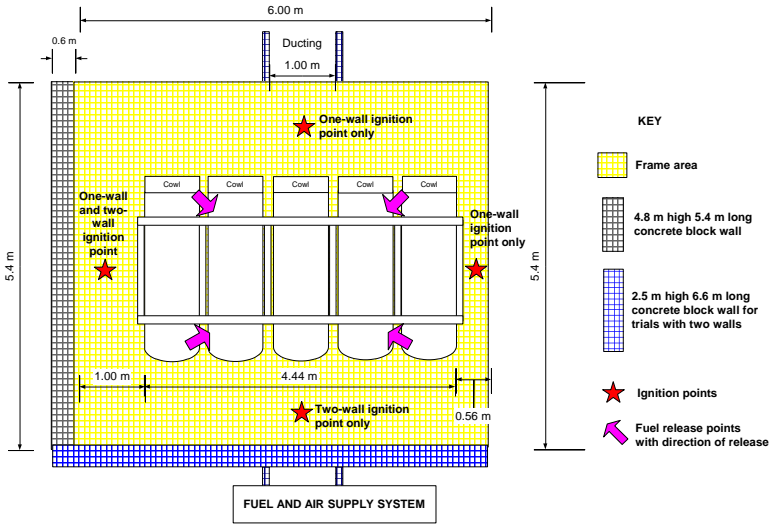 6.00 m
0.6 m
Ducting
1.00 m
One-wall ignition
point only
KEY
Frame area
Cowl
Cowl
Cowl
Cowl
Cowl
One-wall
and two-
wall
ignition
point
One-wall
ignition
point only
4.8 m high 5.4 m long
concrete block wall
5.4 m
5.4 m
2.5 m high 6.6 m long
concrete block wall for
trials with two walls
1.00 m
4.44 m
0.56 m
Ignition points
Two-wall ignition
point only
Fuel release points
with direction of release
FUEL AND AIR SUPPLY SYSTEM